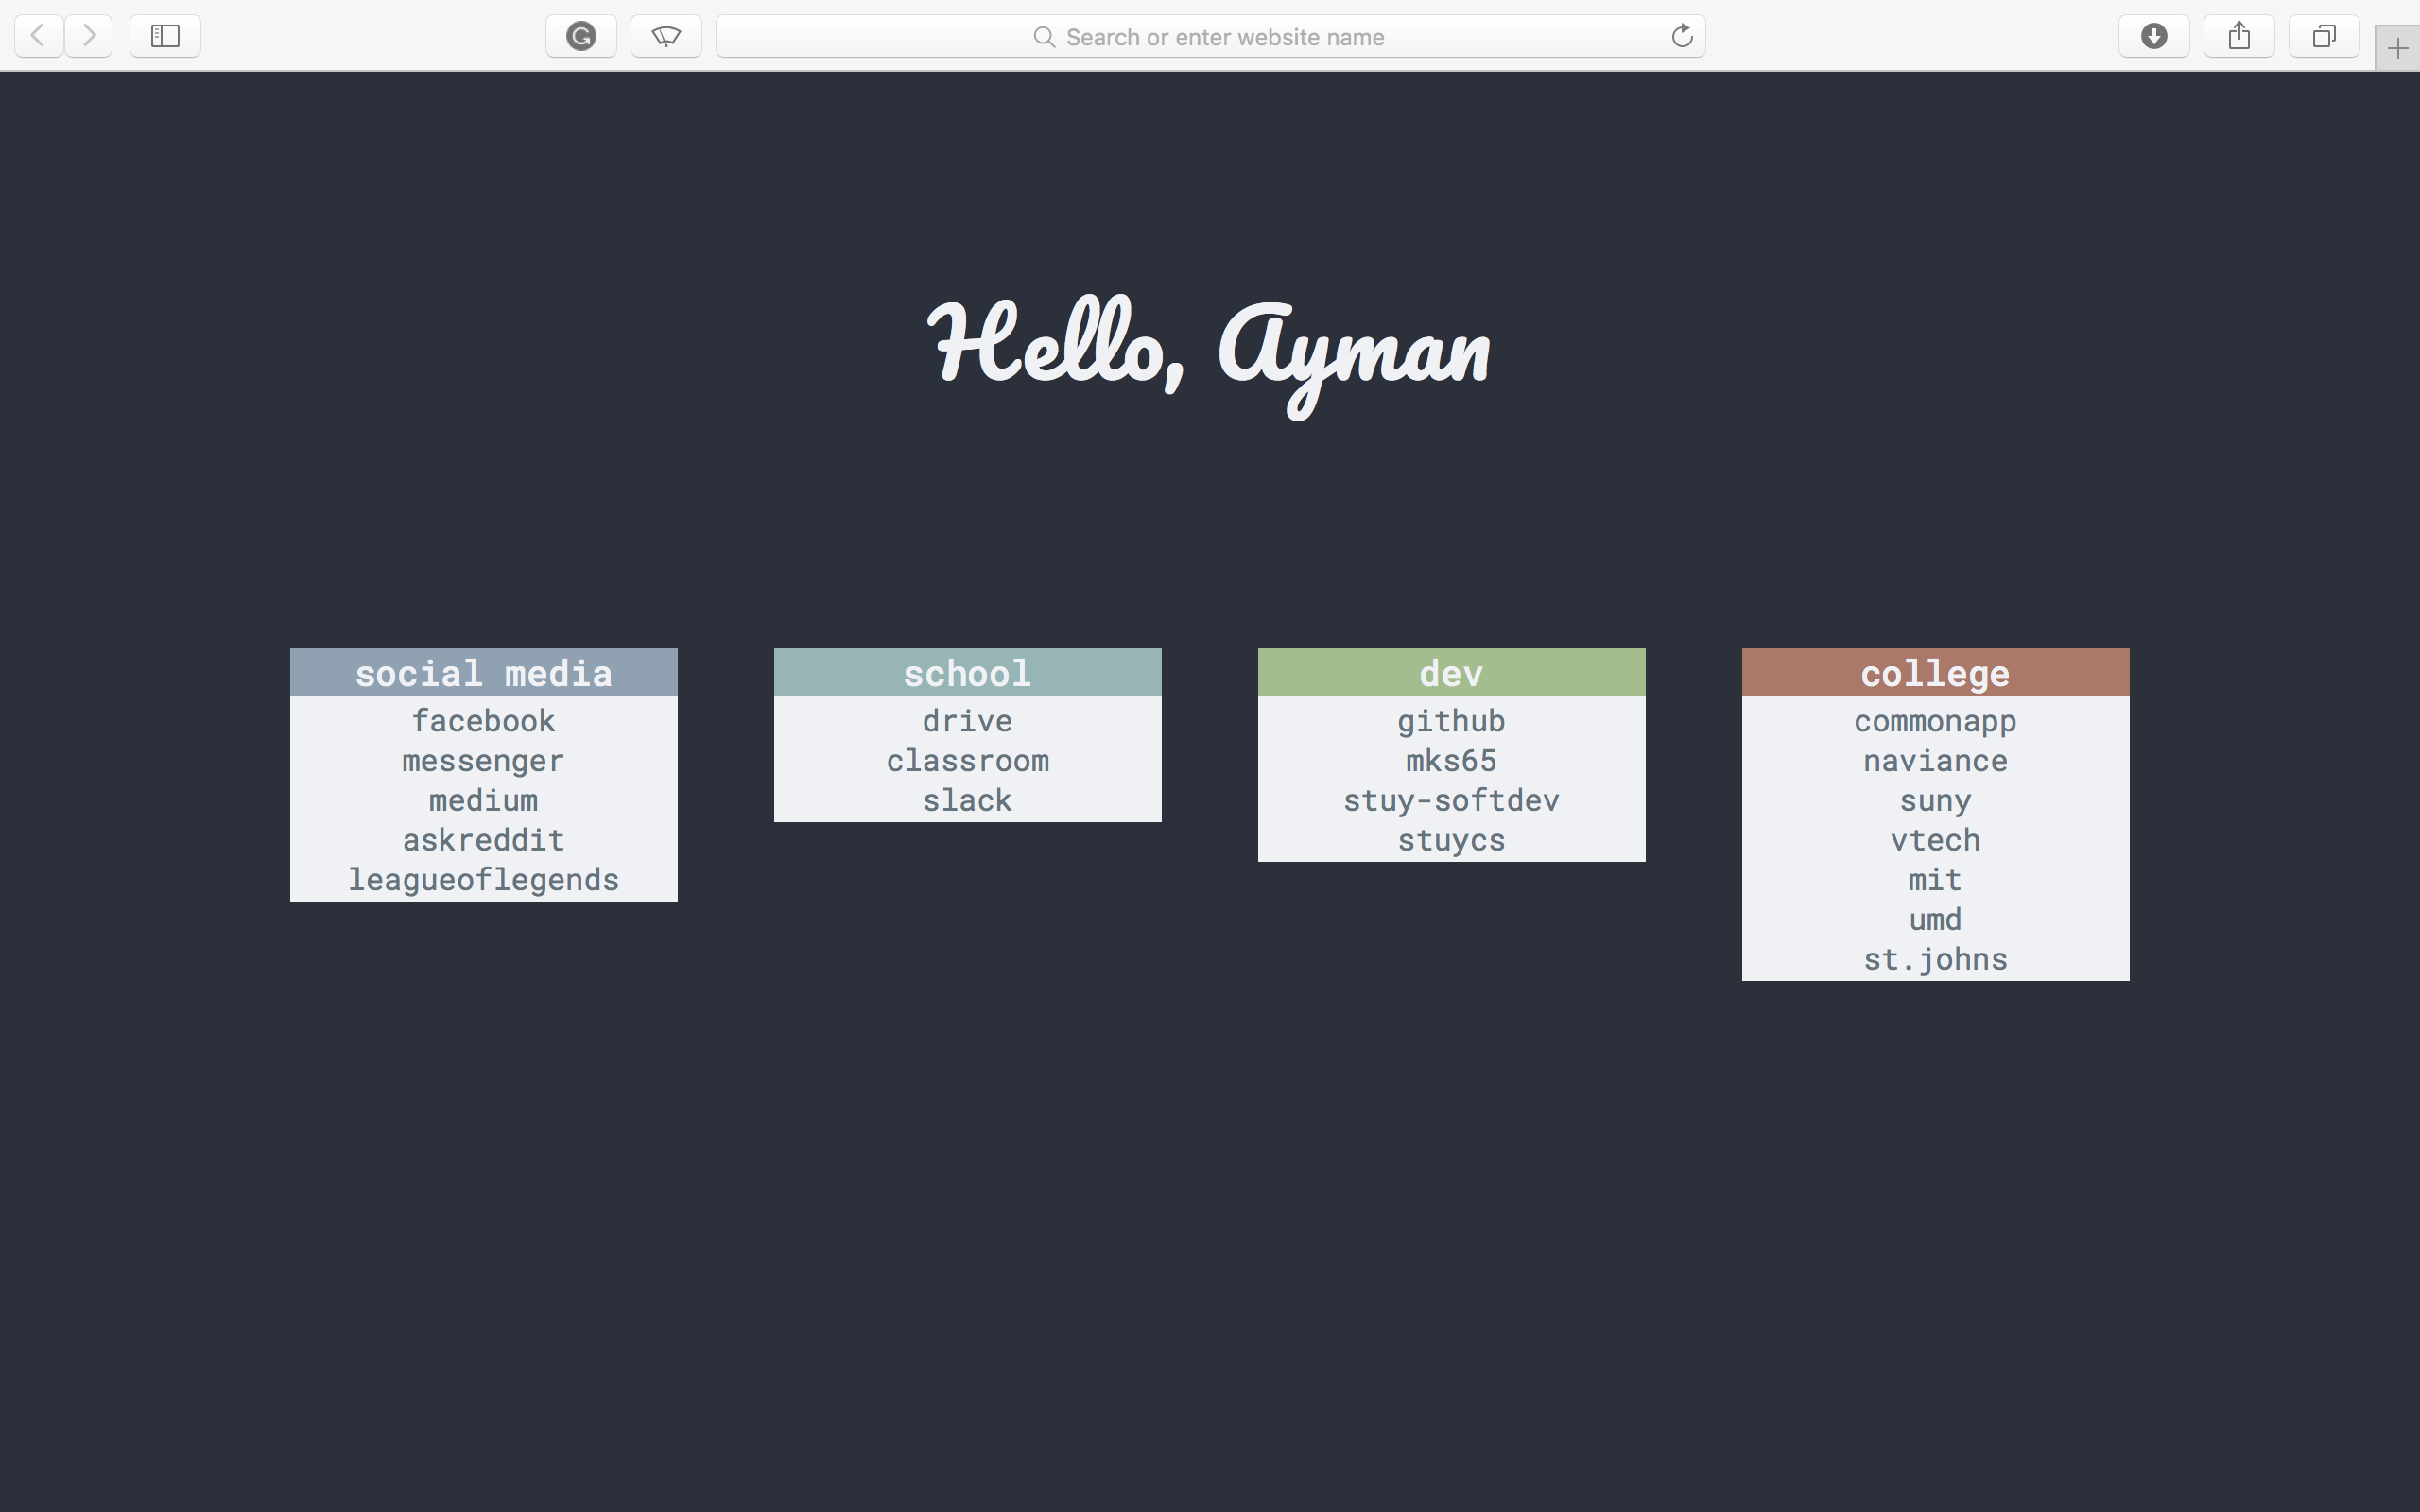 Search or enter website name
Hello, Ayman
social media
facebook
messenger
medium
askreddit
leagueoflegends
school
drive
classroom
slack
dev
github
mks65
stuy-softdev
stuycs
college
commonapp
naviance
suny
vtech
mit
umd
st.johns